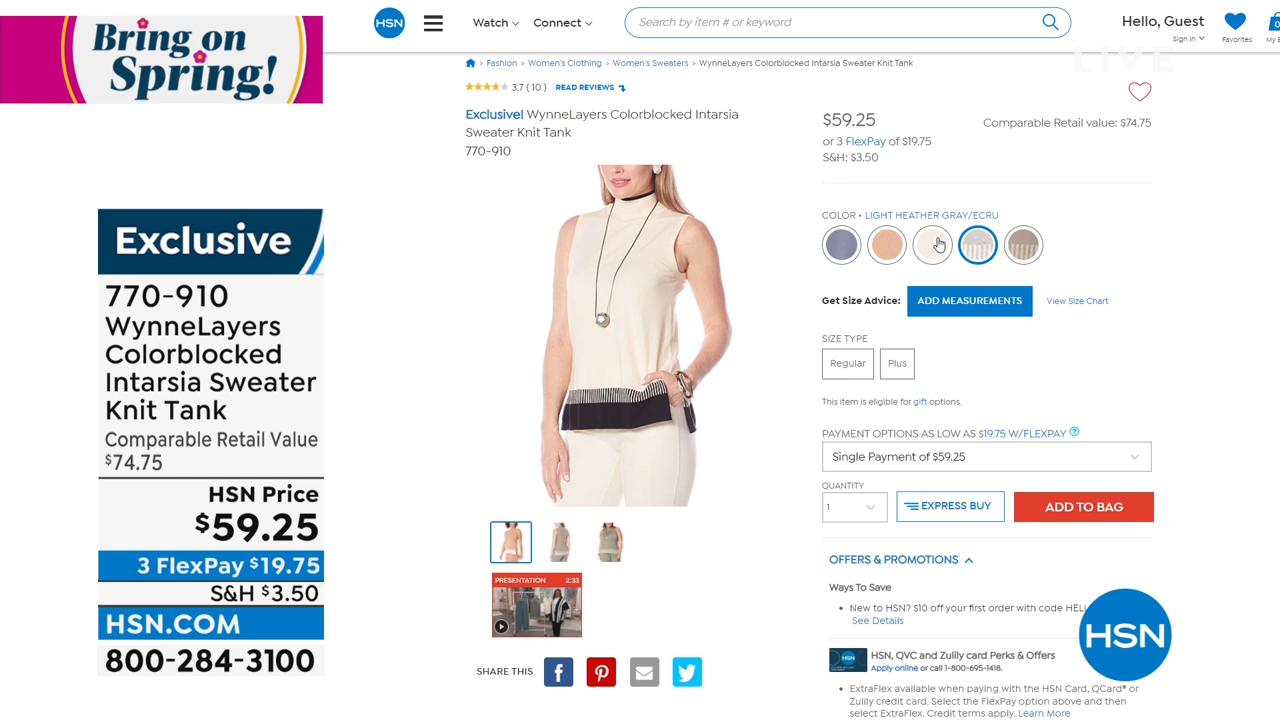 Bring on
Spring!
Exclusive
770-910
WynneLayers
Colorblocked
Intarsia Sweater
Knit Tank
Comparable Retail Value
$74.75
HSN Price
$59.25
3 FlexPay $19.75
S&H $3.50
HSN.COM
800-284-3100
HSN
Watch
Connect
Search by item # or keyword
Hello, Guest
Sign In
Favorites
0
LIVE
> Fashion > Women's Clothing > Women's Sweaters > WynneLayers Colorblocked Intarsia Sweater Knit Tank
3.7 ( 10 ) READ REVIEWS
Exclusive! WynneLayers Colorblocked Intarsia
Sweater Knit Tank
770-910
$59.25
Comparable Retail value: $74.75
or 3 FlexPay of $19.75
S&H: $3.50
COLOR • LIGHT HEATHER GRAY/ECRU
Get Size Advice: ADD MEASUREMENTS View Size Chart
SIZE TYPE
Regular Plus
This item is eligible for gift options.
PAYMENT OPTIONS AS LOW AS $19.75 W/FLEXPAY ?
Single Payment of $59.25
QUANTITY
1
EXPRESS BUY
ADD TO BAG
PRESENTATION 2:33
SHARE THIS
OFFERS & PROMOTIONS
Ways To Save
• New to HSN? $10 off your first order with code HELL
See Details
HSN, QVC and Zulily card Perks & Offers
Apply online or call 1-800-695-1418.
• ExtraFlex available when paying with the HSN Card, QCard® or
Zulily credit card. Select the FlexPay option above and then
select ExtraFlex. Credit terms apply. Learn More
HSN